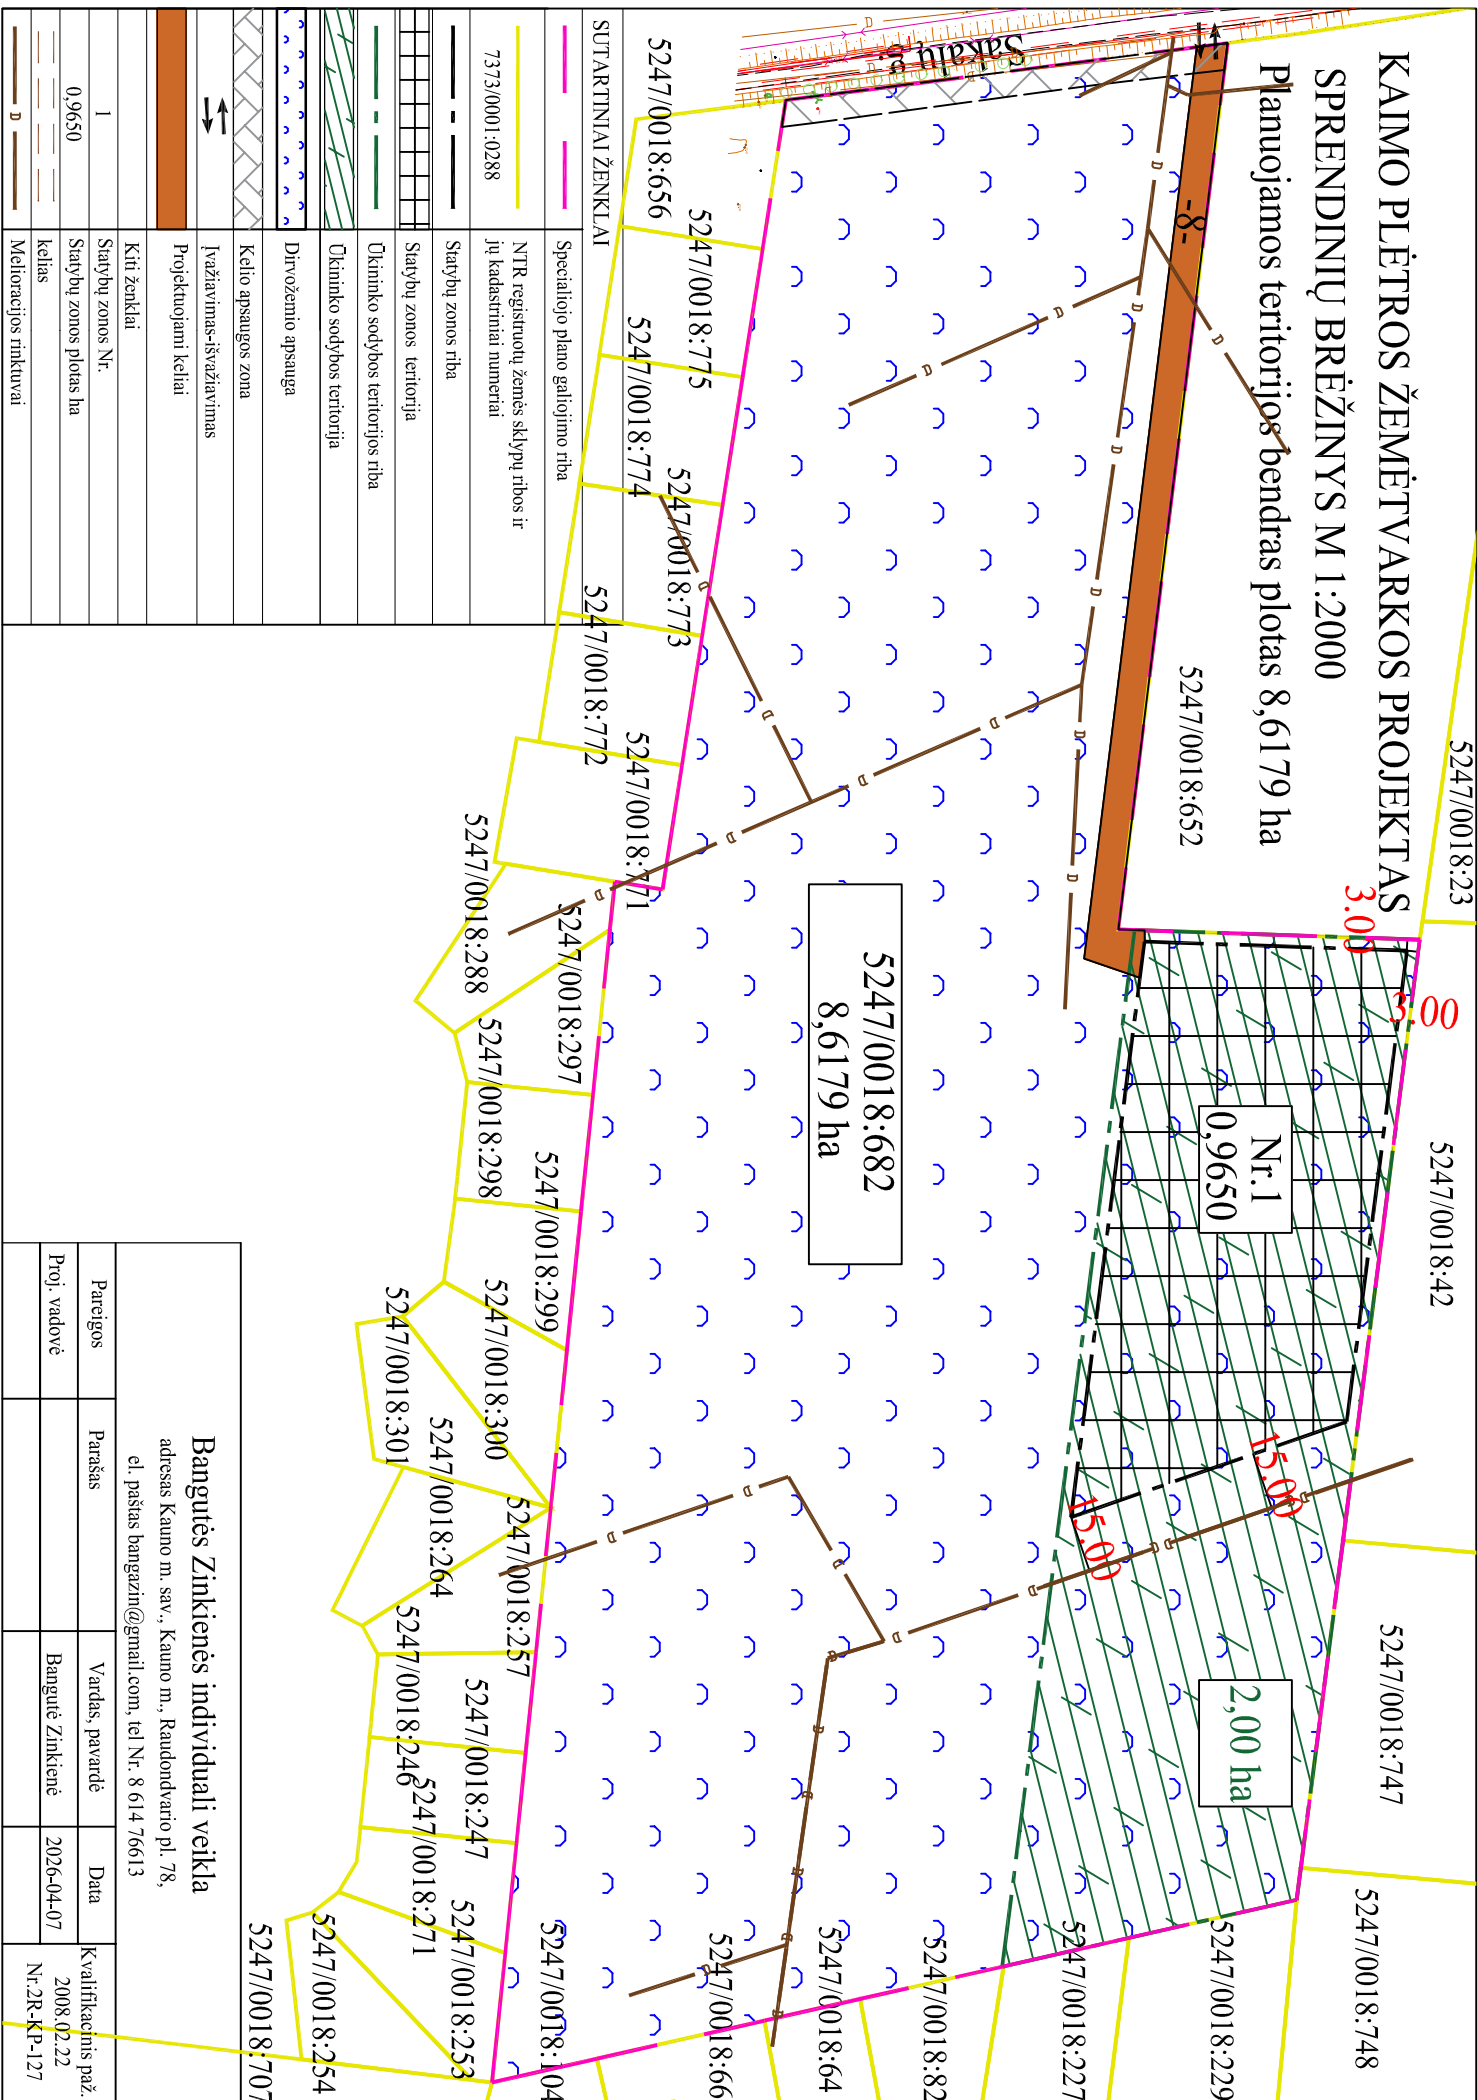 KAIMO PLĖTROS ŽEMĖTVARKOS PROJEKTAS
SPRENDINIŲ BRĖŽINYS M 1:2000
Planuojamos teritorijos bendras plotas 8,6179 ha
Sakalų g.
-8-
5247/0018:23
5247/0018:652
5247/0018:42
5247/0018:747
5247/0018:748
3.00
3.00
Nr.1
0,9650
15.00
15.00
2,00 ha
5247/0018:682
8,6179 ha
5247/0018:656
5247/0018:775
5247/0018:774
5247/0018:773
5247/0018:772
5247/0018:771
5247/0018:288
5247/0018:297
5247/0018:298
5247/0018:299
5247/0018:300
5247/0018:301
5247/0018:264
5247/0018:257
5247/0018:246
5247/0018:247
5247/0018:271
5247/0018:253
5247/0018:254
5247/0018:707
5247/0018:104
5247/0018:66
5247/0018:64
5247/0018:82
5247/0018:227
5247/0018:229
SUTARTINIAI ŽENKLAI
Specialiojo plano galiojimo riba
7373/0001:0288
NTR registruotų žemės sklypų ribos ir
jų kadastriniai numeriai
Statybų zonos riba
Statybų zonos teritorija
Ūkininko sodybos teritorijos riba
Ūkininko sodybos teritorija
Dirvožemio apsauga
Kelio apsaugos zona
Įvažiavimas-išvažiavimas
Projektuojami keliai
Kiti ženklai
1
Statybų zonos Nr.
0,9650
Statybų zonos plotas ha
kelias
D
Melioracijos rinktuvai
Bangutės Zinkienės individuali veikla
adresas Kauno m. sav., Kauno m., Raudondvario pl. 78,
el. paštas bangazin@gmail.com, tel Nr. 8 614 76613
Pareigos
Parašas
Vardas, pavardė
Data
Kvalifikacinis paž.
2008.02.22
Nr.2R-KP-127
Proj. vadovė
Bangutė Zinkienė
2026-04-07